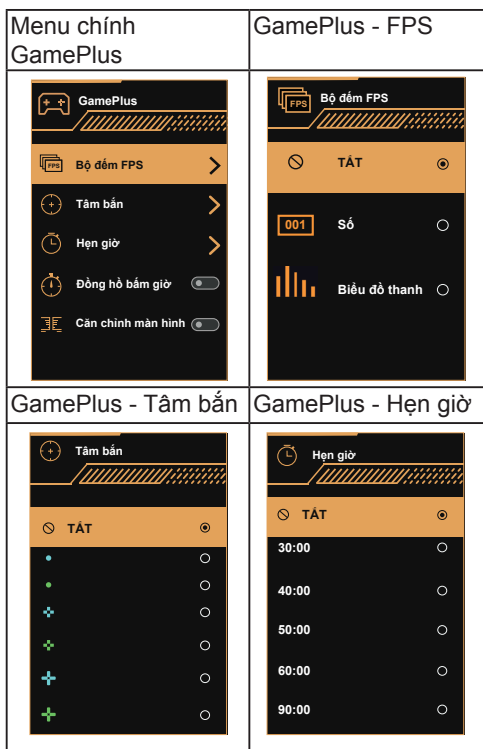 Menu chính
GamePlus
GamePlus - FPS
GamePlus
FPS
Bộ đếm FPS
Tâm bắn
Hẹn giờ
Đồng hồ bấm giờ
Căn chỉnh màn hình
FPS
Bộ đếm FPS
TẮT
001
Số
Biểu đồ thanh
GamePlus - Tâm bắn
GamePlus - Hẹn giờ
Tâm bắn
TẮT
Hẹn giờ
TẮT
30:00
40:00
50:00
60:00
90:00